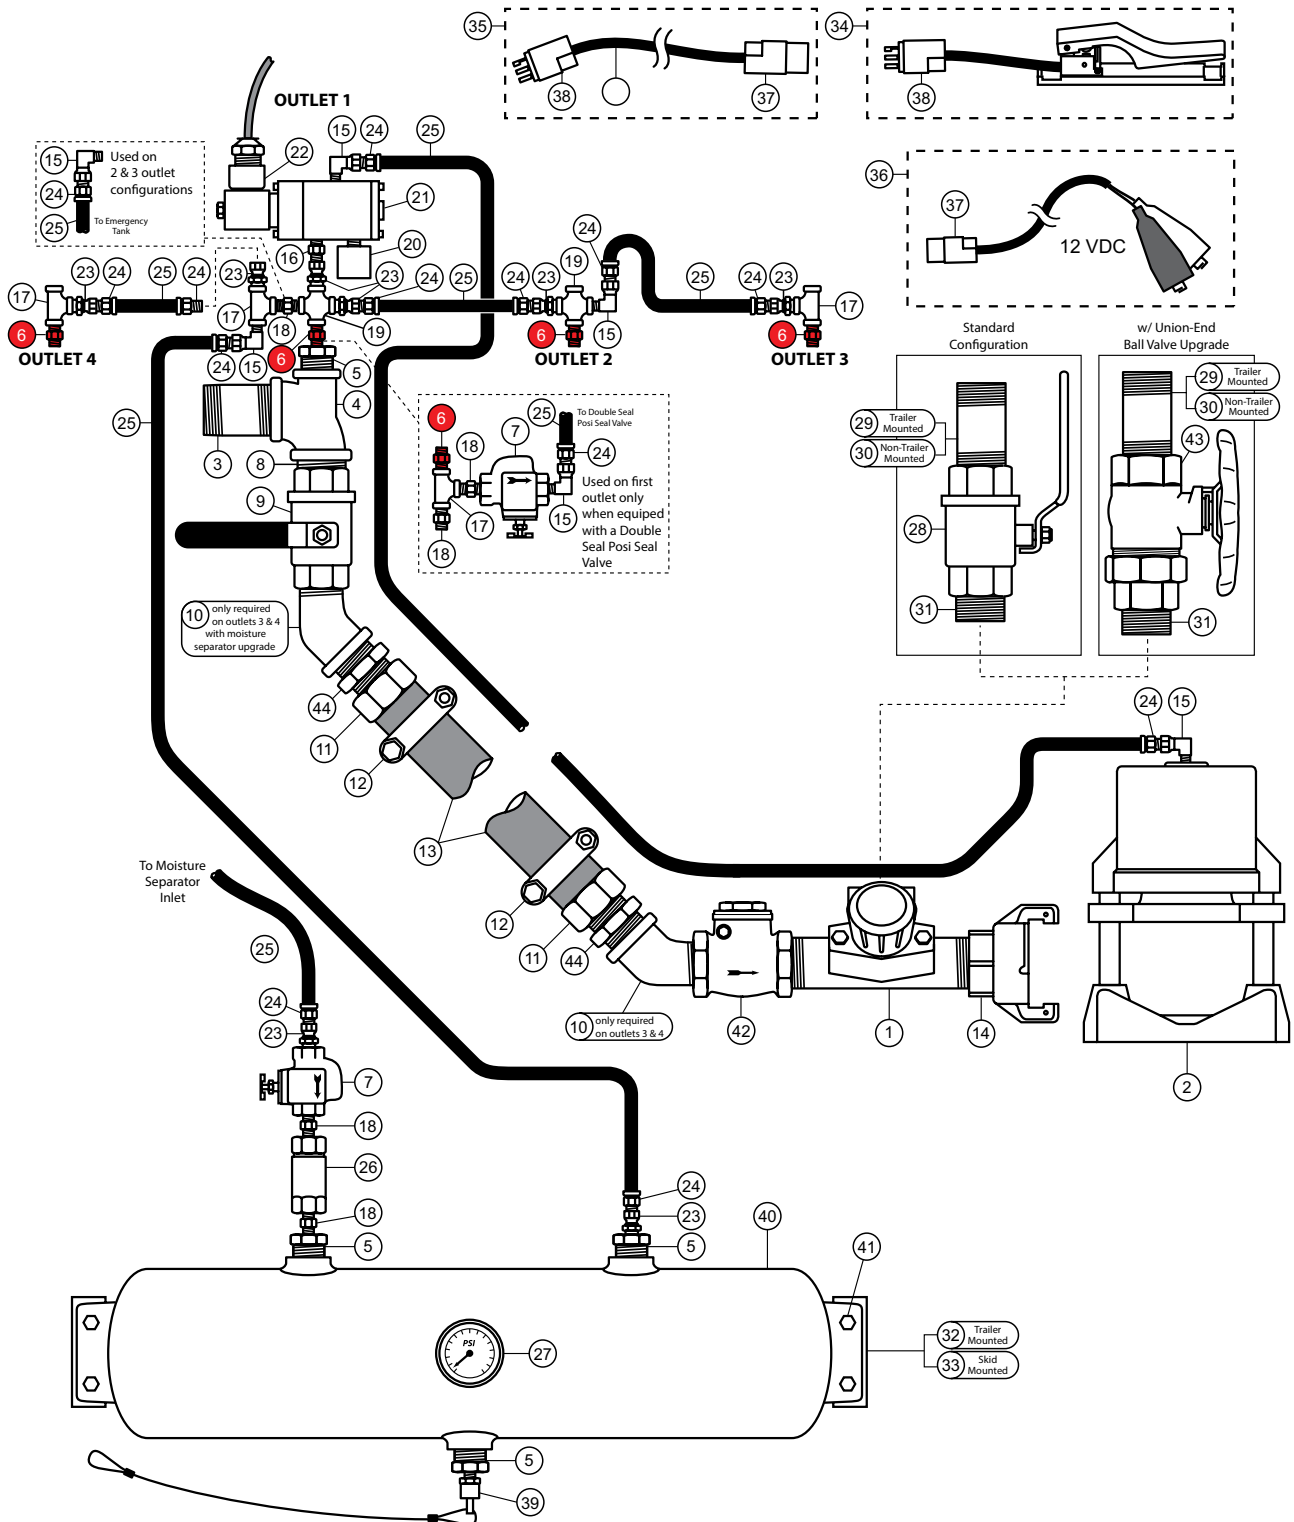 35
38
37
34
38
OUTLET 1
22
15
24
25
15
Used on
2 & 3 outlet
configurations
24
25
To Emergency
Tank
21
20
16
36
37
12 VDC
23
24
25
24
23
23
24
25
24
23
19
24
25
24
23
17
6
OUTLET 4
17
18
19
6
OUTLET 2
15
6
OUTLET 3
17
24
15
6
5
4
25
3
8
9
Standard
Configuration
29
Trailer
Mounted
30
Non-Trailer
Mounted
28
31
w/ Union-End
Ball Valve Upgrade
29
Trailer
Mounted
30
Non-Trailer
Mounted
43
31
6
18
7
25
To Double Seal
Posi Seal Valve
24
17
18
15
Used on first
outlet only
when equiped
with a Double
Seal Posi Seal
Valve
10
only required
on outlets 3 & 4
with moisture
separator upgrade
44
11
12
13
24
15
To Moisture
Separator
Inlet
25
12
11
44
10
only required
on outlets 3 & 4
42
1
14
2
24
23
7
18
26
18
5
24
23
5
40
41
PSI
27
32
Trailer
Mounted
33
Skid
Mounted
5
39